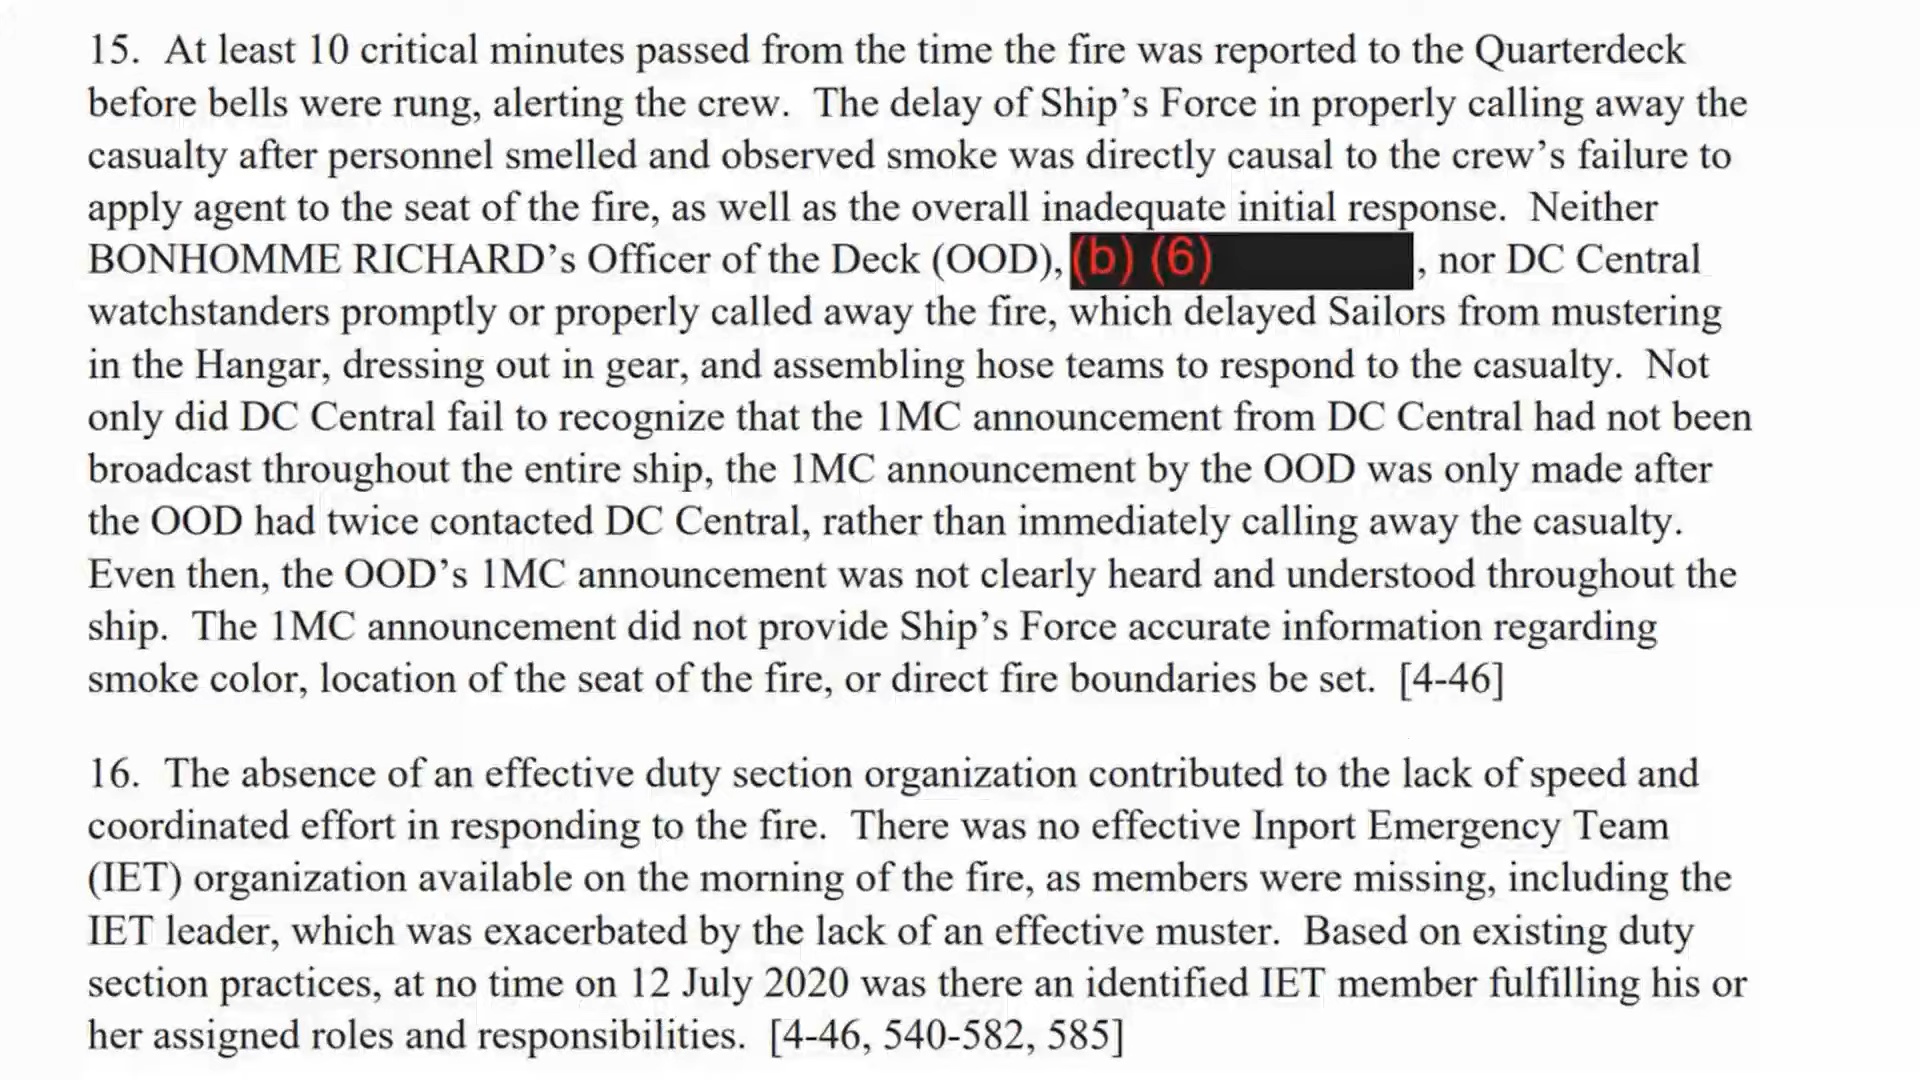 15.  At least 10 critical minutes passed from the time the fire was reported to the Quarterdeck
before bells were rung, alerting the crew.  The delay of Ship’s Force in properly calling away the
casualty after personnel smelled and observed smoke was directly causal to the crew’s failure to
apply agent to the seat of the fire, as well as the overall inadequate initial response.  Neither
BONHOMME RICHARD’s Officer of the Deck (OOD), (b) (6) , nor DC Central
watchstanders promptly or properly called away the fire, which delayed Sailors from mustering
in the Hangar, dressing out in gear, and assembling hose teams to respond to the casualty.  Not
only did DC Central fail to recognize that the 1MC announcement from DC Central had not been
broadcast throughout the entire ship, the 1MC announcement by the OOD was only made after
the OOD had twice contacted DC Central, rather than immediately calling away the casualty.
Even then, the OOD’s 1MC announcement was not clearly heard and understood throughout the
ship.  The 1MC announcement did not provide Ship’s Force accurate information regarding
smoke color, location of the seat of the fire, or direct fire boundaries be set.  [4-46]
16.  The absence of an effective duty section organization contributed to the lack of speed and
coordinated effort in responding to the fire.  There was no effective Inport Emergency Team
(IET) organization available on the morning of the fire, as members were missing, including the
IET leader, which was exacerbated by the lack of an effective muster.  Based on existing duty
section practices, at no time on 12 July 2020 was there an identified IET member fulfilling his or
her assigned roles and responsibilities.  [4-46, 540-582, 585]